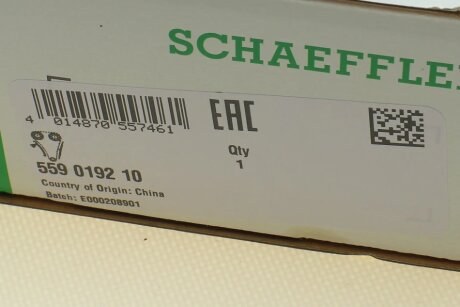 SCHAEFFLE
EAC
4 014870 557461
Qty
1
559 0192 10
Country of Origin: China
Batch: E000208901